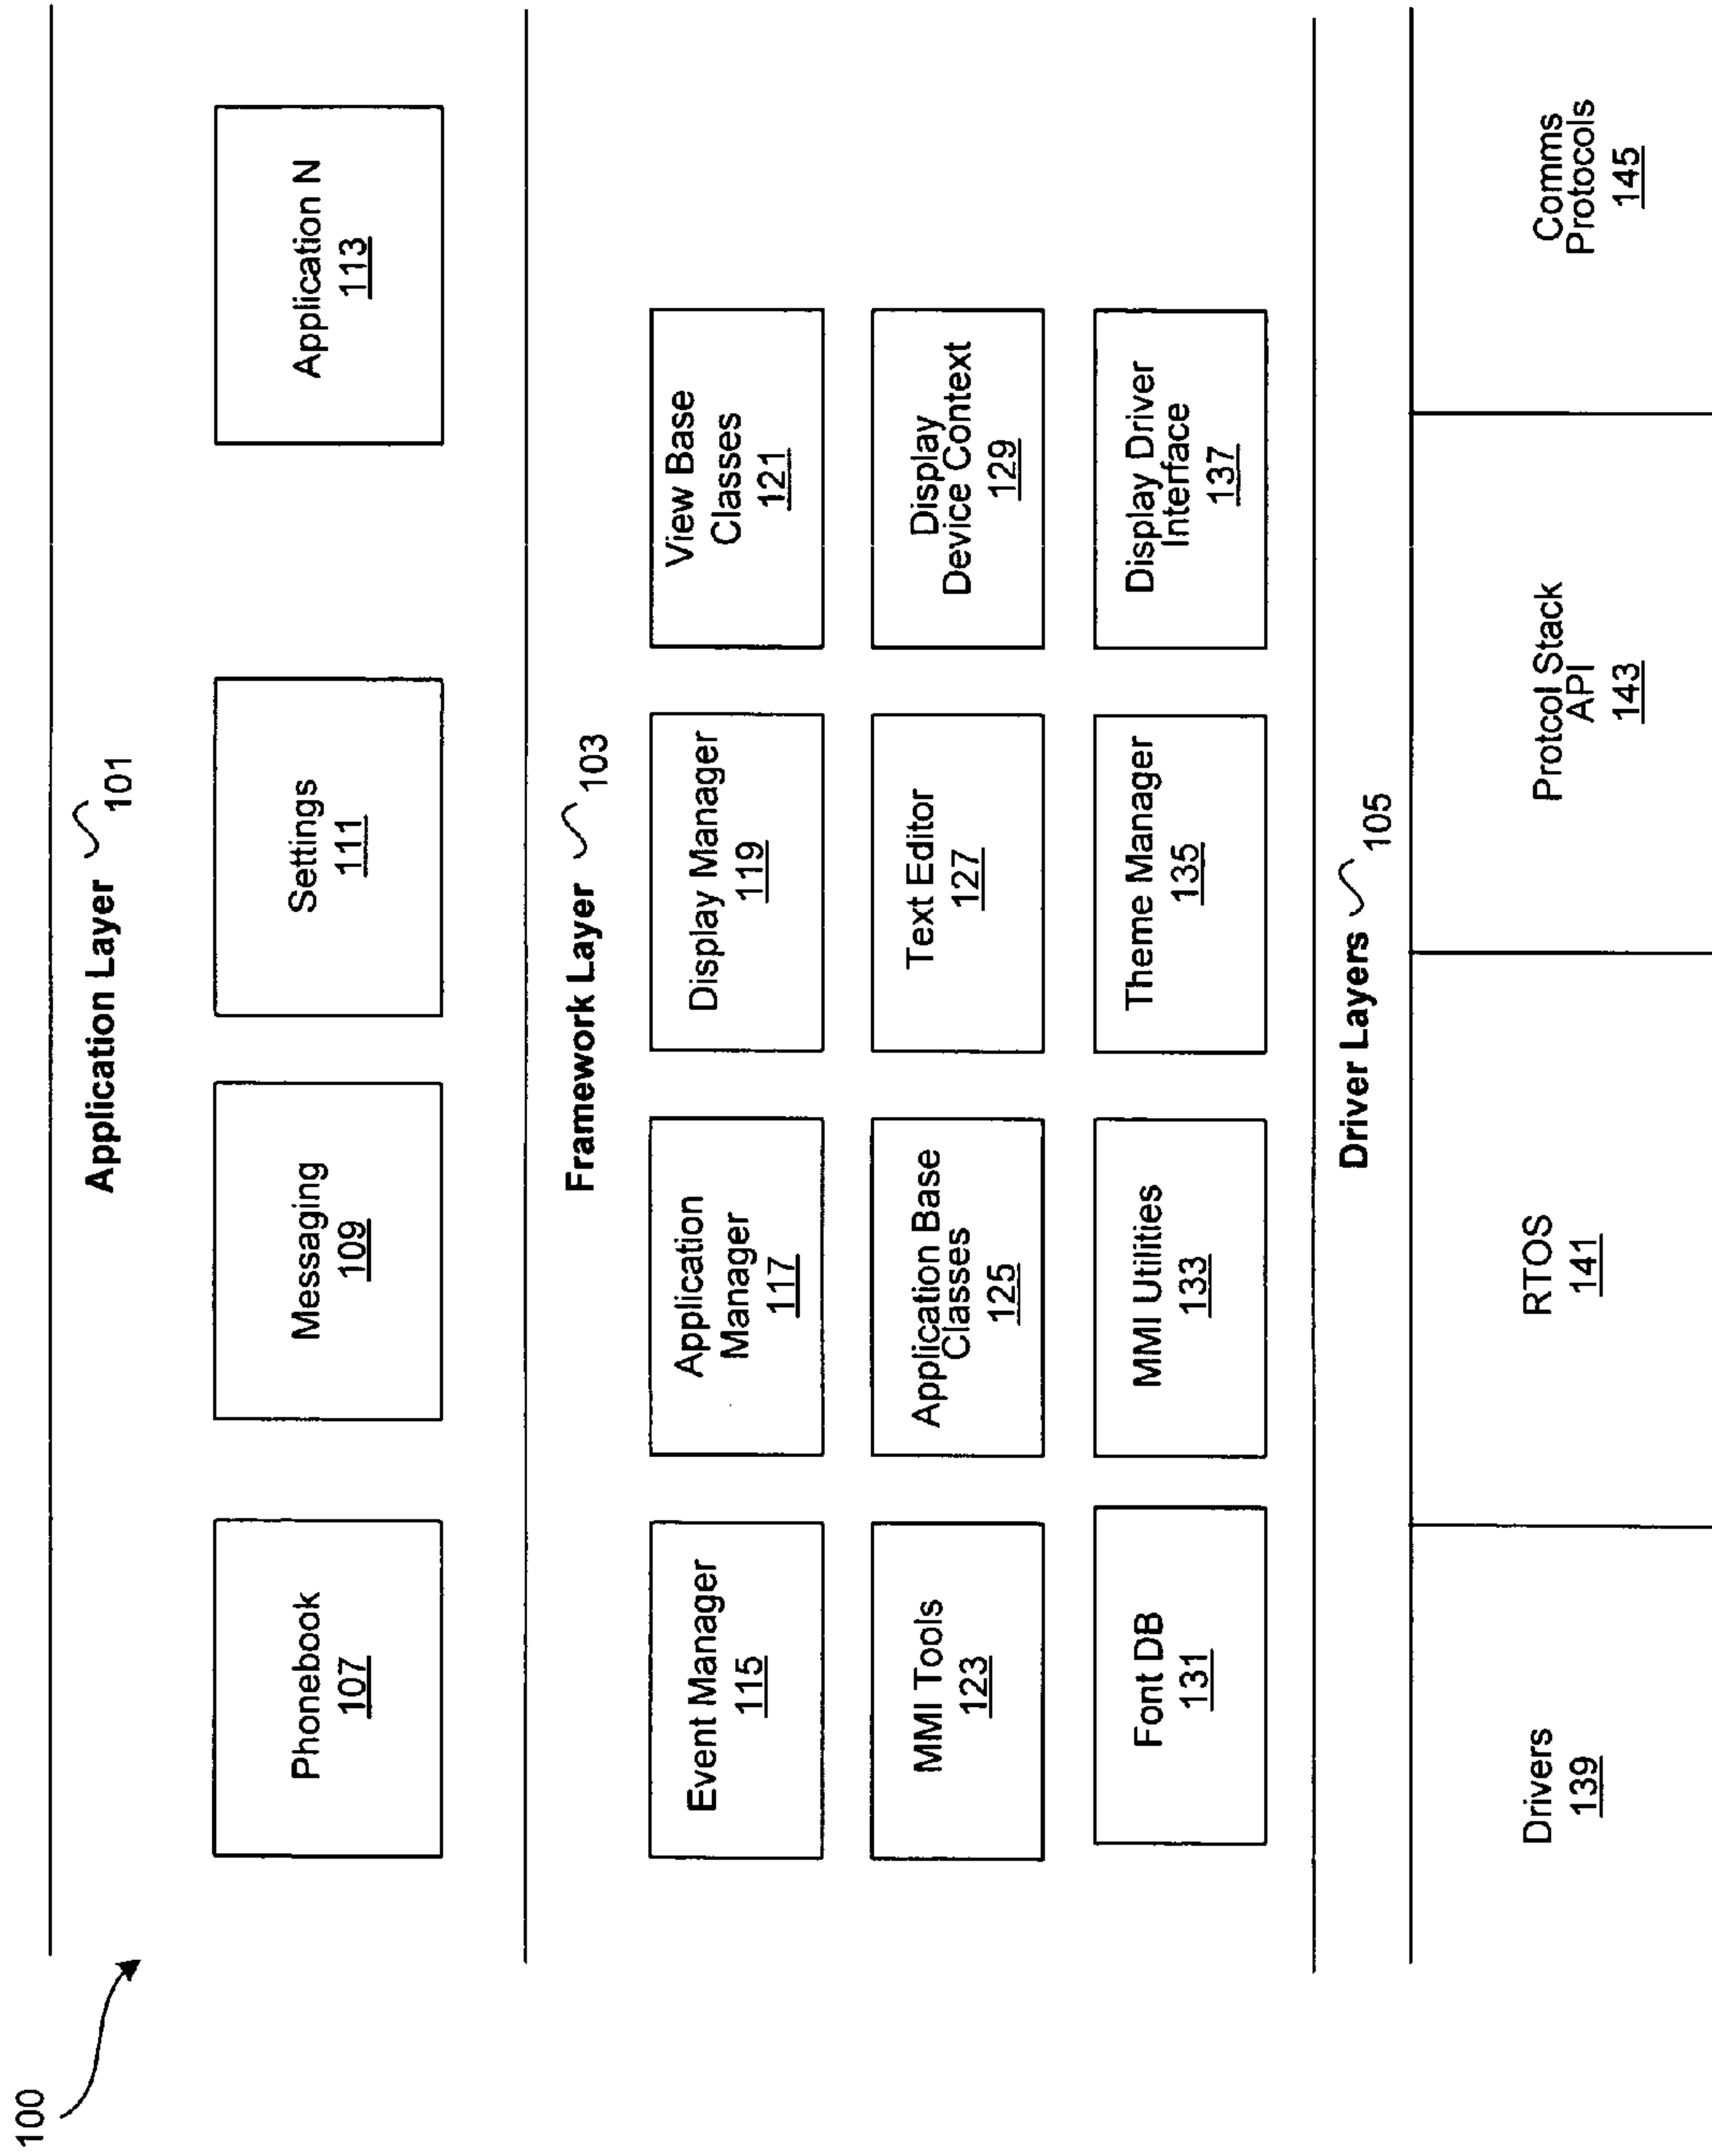 100
Application Layer 101
Phonebook
107
Messaging
109
Settings
111
Application N
113
Framework Layer 103
Event Manager
115
Application
Manager
117
Display Manager
119
View Base
Classes
121
MMI Tools
123
Application Base
Classes
125
Text Editor
127
Display
Device Context
129
Font DB
131
MMI Utilities
133
Theme Manager
135
Display Driver
Interface
137
Driver Layers 105
Drivers
139
RTOS
141
Protocol Stack
API
143
Comms
Protocols
145